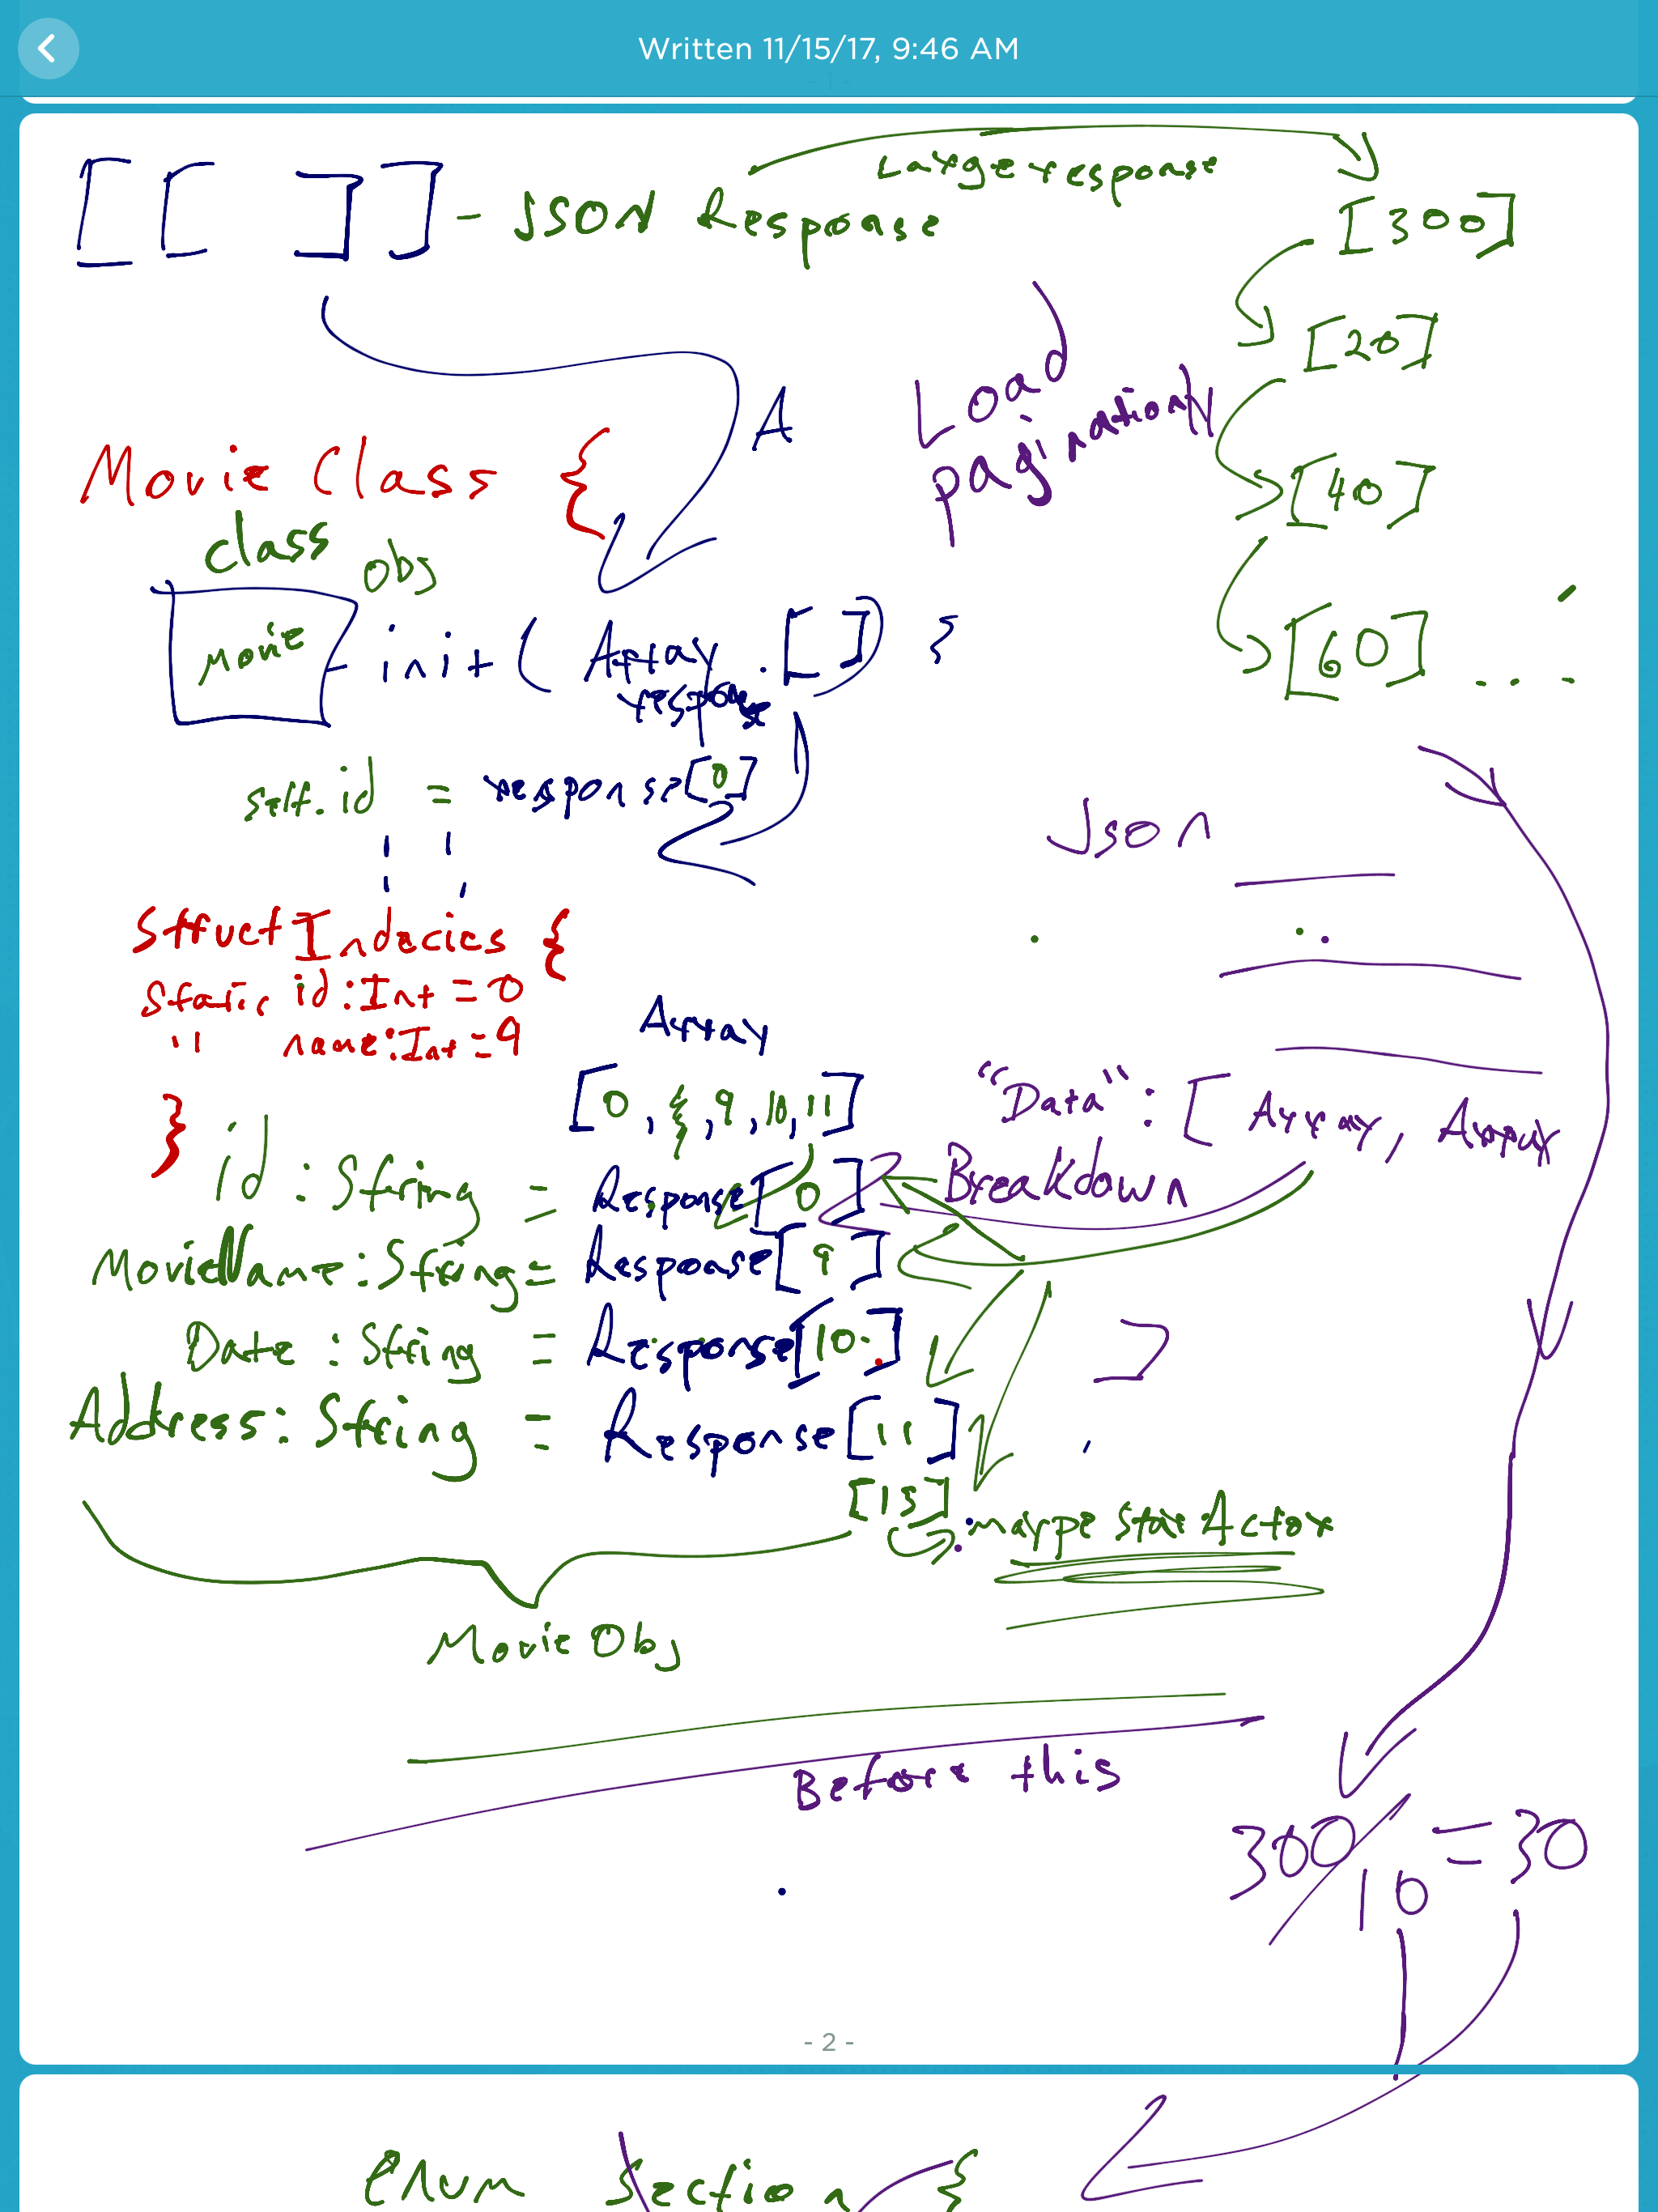 Written 11/15/17, 9:46 AM
[[ ]] - JSON Response
Large response
[300]
[20]
[40]
[60] ....
Load
pagination
A
Movie Class {
class
obj
Movie - init ( Array . [] ) {
response
self.id = response[0]
Struct Indecies {
static id : Int = 0
" name : Int = 9
}
Json
Array
[0, {, 9, 10, 11]
"Data" : [ Array, Array
Breakdown
]
,
id : String = Response[0]
MovieName : String = Response[9]
Date : String = Response[10]
Address : String = Response[11]
[15]
maype star Actor
Movie Obj
Before this
300/10 = 30
- 2 -
enum Section {